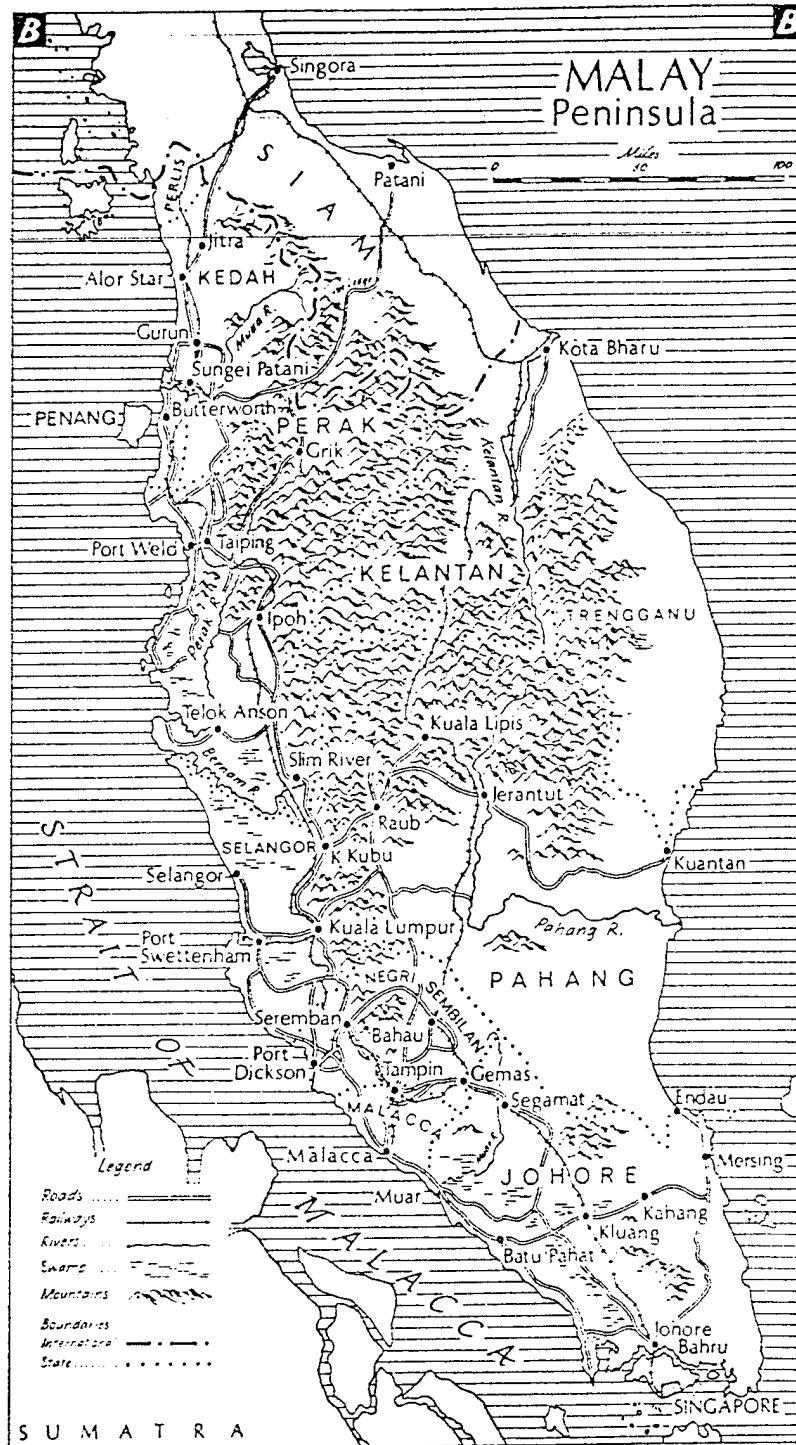 B
B
MALAY
Peninsula
Miles
0 50 100
Singora
SIAM
Patani
PERLIS
Jitra
Alor Star
KEDAH
Muda R.
Gurun
Sungei Patani
Kota Bharu
PENANG
Butterworth
PERAK
Grik
Kelantan R.
Port Weld
Taiping
KELANTAN
TRENGGANU
Perak R.
Ipoh
Telok Anson
Kuala Lipis
Bernam R.
Slim River
Jerantut
Raub
SELANGOR
K Kubu
Kuantan
Selangor
Kuala Lumpur
Pahang R.
Port
Swettenham
PAHANG
NEGRI SEMBILAN
Seremban
Bahau
Port
Dickson
Tampin
Gemas
Segamat
Endau
MALACCA
Malacca
JOHORE
Mersing
Muar
Kahang
Kluang
Batu Pahat
Johore
Bahru
SINGAPORE
STRAIT OF MALACCA
SUMATRA
Legend
Roads
Railways
Rivers
Swamp
Mountains
Boundaries
International
State